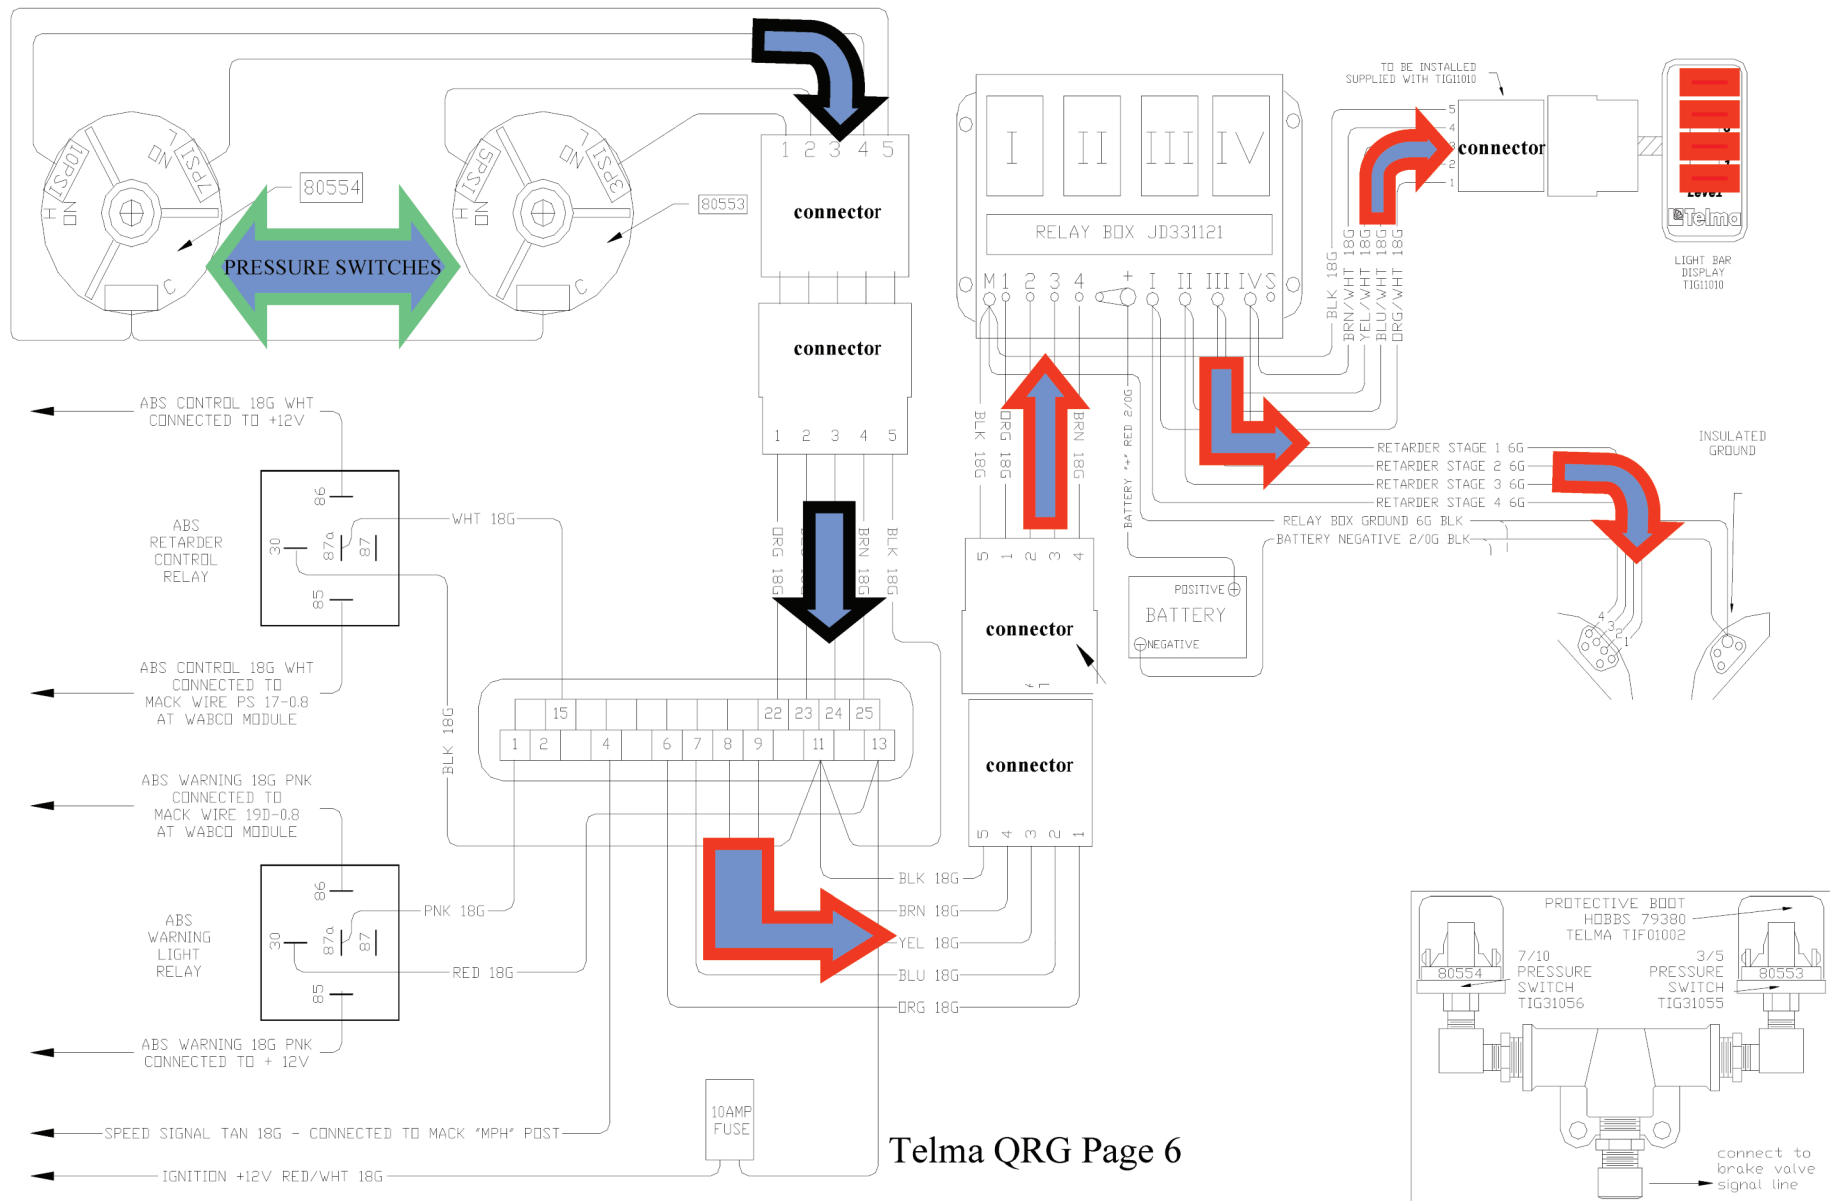 10PSI
NO
H
7PSI
NO
L
C
80554
5PSI
NO
H
3PSI
NO
L
C
80553
PRESSURE SWITCHES
1 2 3 4 5
connector
connector
1 2 3 4 5
I II III IV
RELAY BOX JD331121
M 1 2 3 4 + I II III IV S
TO BE INSTALLED
SUPPLIED WITH TIG11010
5
4
3
2
1
connector
1
Level
Telma
LIGHT BAR
DISPLAY
TIG11010
BLK 18G
BRN/WHT 18G
YEL/WHT 18G
BLU/WHT 18G
ORG/WHT 18G
ABS CONTROL 18G WHT
CONNECTED TO +12V
ABS
RETARDER
CONTROL
RELAY
86
30
87a
87
85
WHT 18G
ABS CONTROL 18G WHT
CONNECTED TO
MACK WIRE PS 17-0.8
AT WABCO MODULE
BLK 18G
ORG 18G
BRN 18G
BLK 18G
BLK 18G
ORG 18G
BRN 18G
BATTERY "+" RED 2/0G
RETARDER STAGE 1 6G
RETARDER STAGE 2 6G
RETARDER STAGE 3 6G
RETARDER STAGE 4 6G
RELAY BOX GROUND 6G BLK
BATTERY NEGATIVE 2/0G BLK
INSULATED
GROUND
5 1 2 3 4
connector
POSITIVE
BATTERY
NEGATIVE
4
3
2
1
15 22 23 24 25
1 2 4 6 7 8 9 11 13
connector
5 4 3 2 1
ABS WARNING 18G PNK
CONNECTED TO
MACK WIRE 19D-0.8
AT WABCO MODULE
ABS
WARNING
LIGHT
RELAY
86
30
87a
87
85
PNK 18G
RED 18G
BLK 18G
BRN 18G
YEL 18G
BLU 18G
ORG 18G
ABS WARNING 18G PNK
CONNECTED TO + 12V
10AMP
FUSE
SPEED SIGNAL TAN 18G - CONNECTED TO MACK "MPH" POST
IGNITION +12V RED/WHT 18G
Telma QRG Page 6
PROTECTIVE BOOT
HOBBS 79380
TELMA TIF01002
80554
7/10
PRESSURE
SWITCH
TIG31056
3/5
PRESSURE
SWITCH
TIG31055
80553
connect to
brake valve
signal line